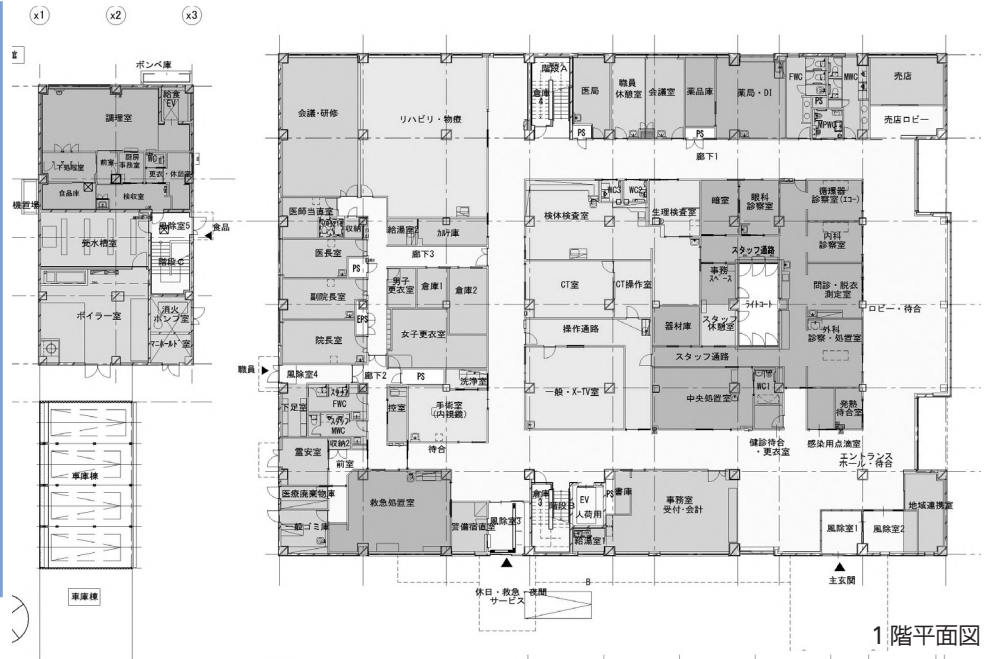 x1
x2
x3
ボンベ庫
給食
EV
調理室
下処理室
前室
厨房
事務室
WC
更衣・休憩室
食品庫
検収室
機置場
風除室5
食品
受水槽室
階段C
ボイラー室
消火
ポンプ室
マニホールド室
車庫棟
車庫棟
会議・研修
リハビリ・物療
階段A
倉庫
4
医局
職員
休憩室
会議室
薬品庫
薬局・DI
FWC
MWC
PS
MPWC
売店
売店ロビー
PS
PS
廊下1
医師当直室
収納
給湯室2
カルテ庫
検体検査室
WC3
WC2
生理検査室
暗室
眼科
診察室
循環器
診察室(エコー)
医長室
PS
廊下3
スタッフ通路
内科
診察室
副院長室
男子
更衣室
倉庫1
倉庫2
CT室
CT操作室
事務
スペース
ライトコート
問診・脱衣
測定室
ロビー・待合
EPS
女子更衣室
操作通路
器材庫
スタッフ
休憩室
外科
診察・処置室
院長室
スタッフ通路
職員
風除室4
廊下2
PS
洗浄室
一般・X-TV室
中央処置室
WC1
下足室
スタッフ
FWC
控室
手術室
(内視鏡)
発熱
待合室
スタッフ
MWC
収納2
待合
健診待合
・更衣室
感染用点滴室
霊安室
前室
エントランス
ホール・待合
医療廃棄物庫
救急処置室
倉庫
3
階段B
EV
人荷用
PS
書庫
事務室
受付・会計
地域連携室
一般ゴミ庫
警備宿直室
風除室3
給湯室1
風除室1
風除室2
休日・救急・夜間
サービス
B
主玄関
1階平面図